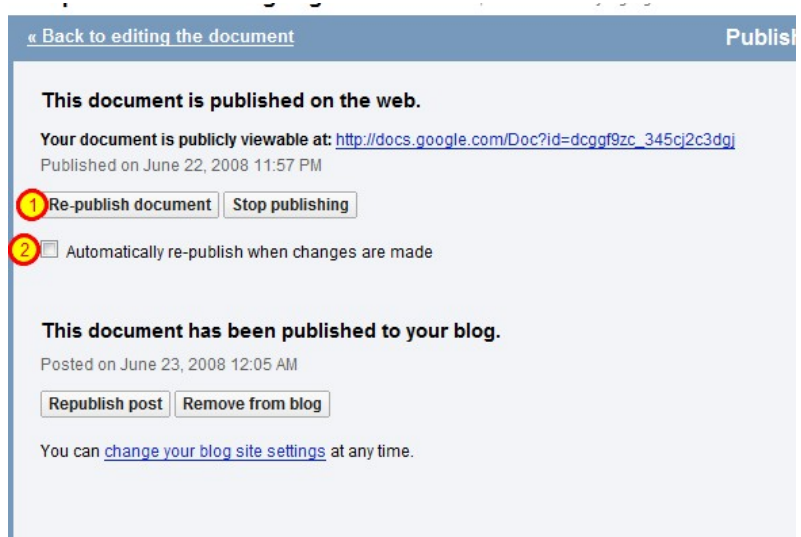 « Back to editing the document
Publish
This document is published on the web.
Your document is publicly viewable at: http://docs.google.com/Doc?id=dcggf9zc_345cj2c3dgj
Published on June 22, 2008 11:57 PM
1 Re-publish document Stop publishing
2 Automatically re-publish when changes are made
This document has been published to your blog.
Posted on June 23, 2008 12:05 AM
Republish post Remove from blog
You can change your blog site settings at any time.